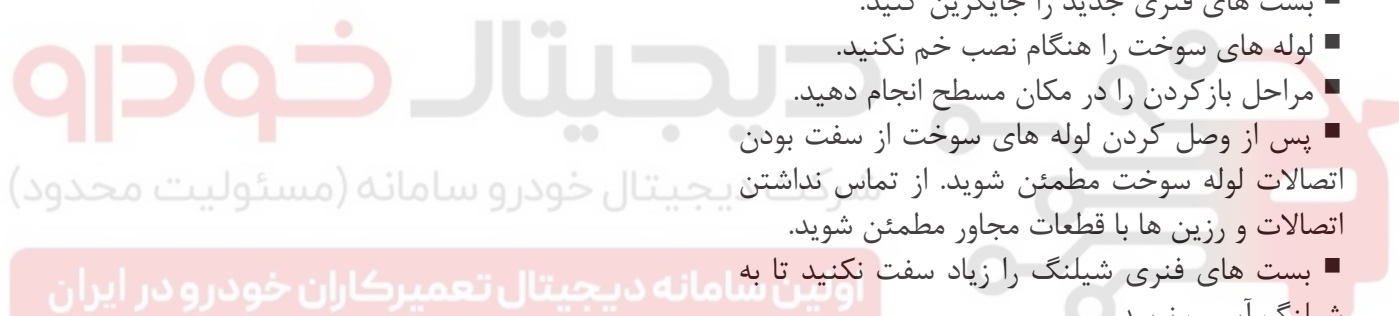 ■ بست های فنری جدید را جایگزین کنید.
■ لوله های سوخت را هنگام نصب خم نکنید.
■ مراحل بازکردن را در مکان مسطح انجام دهید.
■ پس از وصل کردن لوله های سوخت از سفت بودن
اتصالات لوله سوخت مطمئن شوید. از تماس نداشتن
اتصالات و رزین ها با قطعات مجاور مطمئن شوید.
■ بست های فنری شیلنگ را زیاد سفت نکنید تا به
دیجیتال خودرو
شرکت دیجیتال خودرو سامانه (مسئولیت محدود)
اولین سامانه دیجیتال تعمیرکاران خودرو در ایران